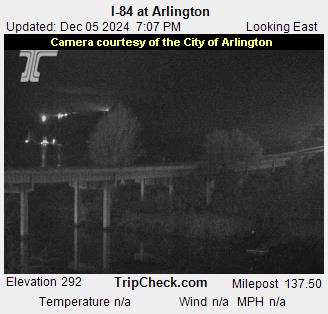 I-84 at Arlington
Updated: Dec 05 2024 7:07 PM Looking East
Camera courtesy of the City of Arlington
Elevation 292 TripCheck.com Milepost 137.50
Temperature n/a Wind n/a MPH n/a